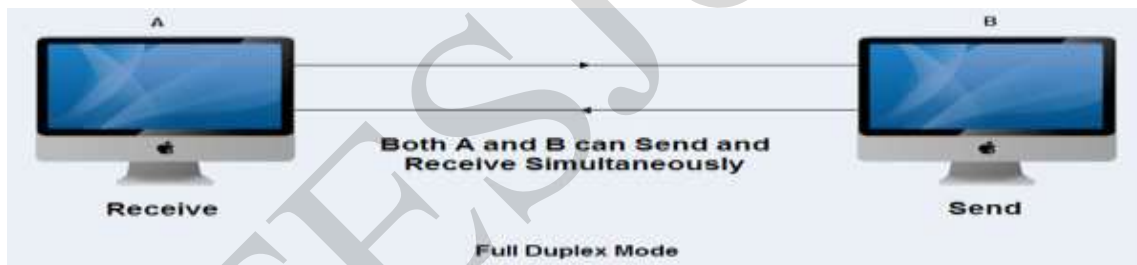 A
B
Both A and B can Send and
Receive Simultaneously
Receive
Send
Full Duplex Mode